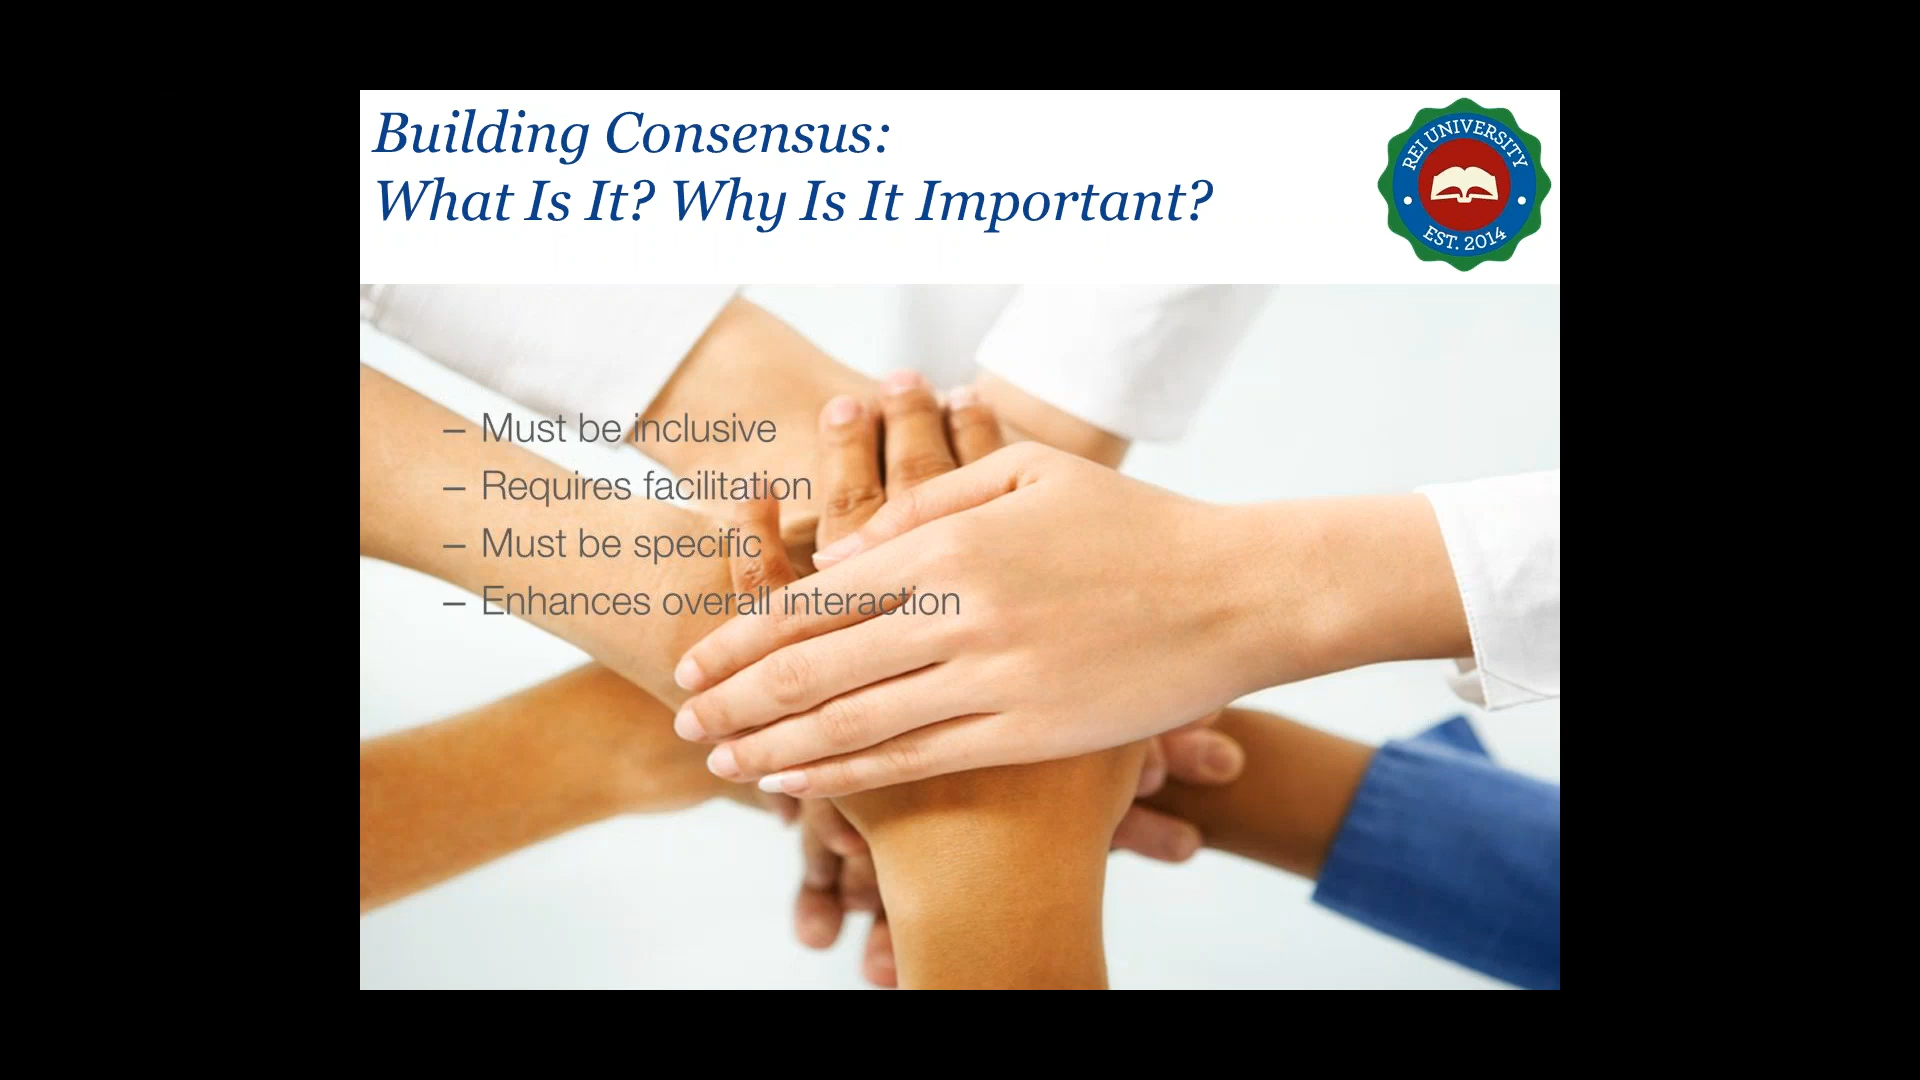 Building Consensus:
What Is It? Why Is It Important?
REI UNIVERSITY
EST. 2014
– Must be inclusive
– Requires facilitation
– Must be specific
– Enhances overall interaction